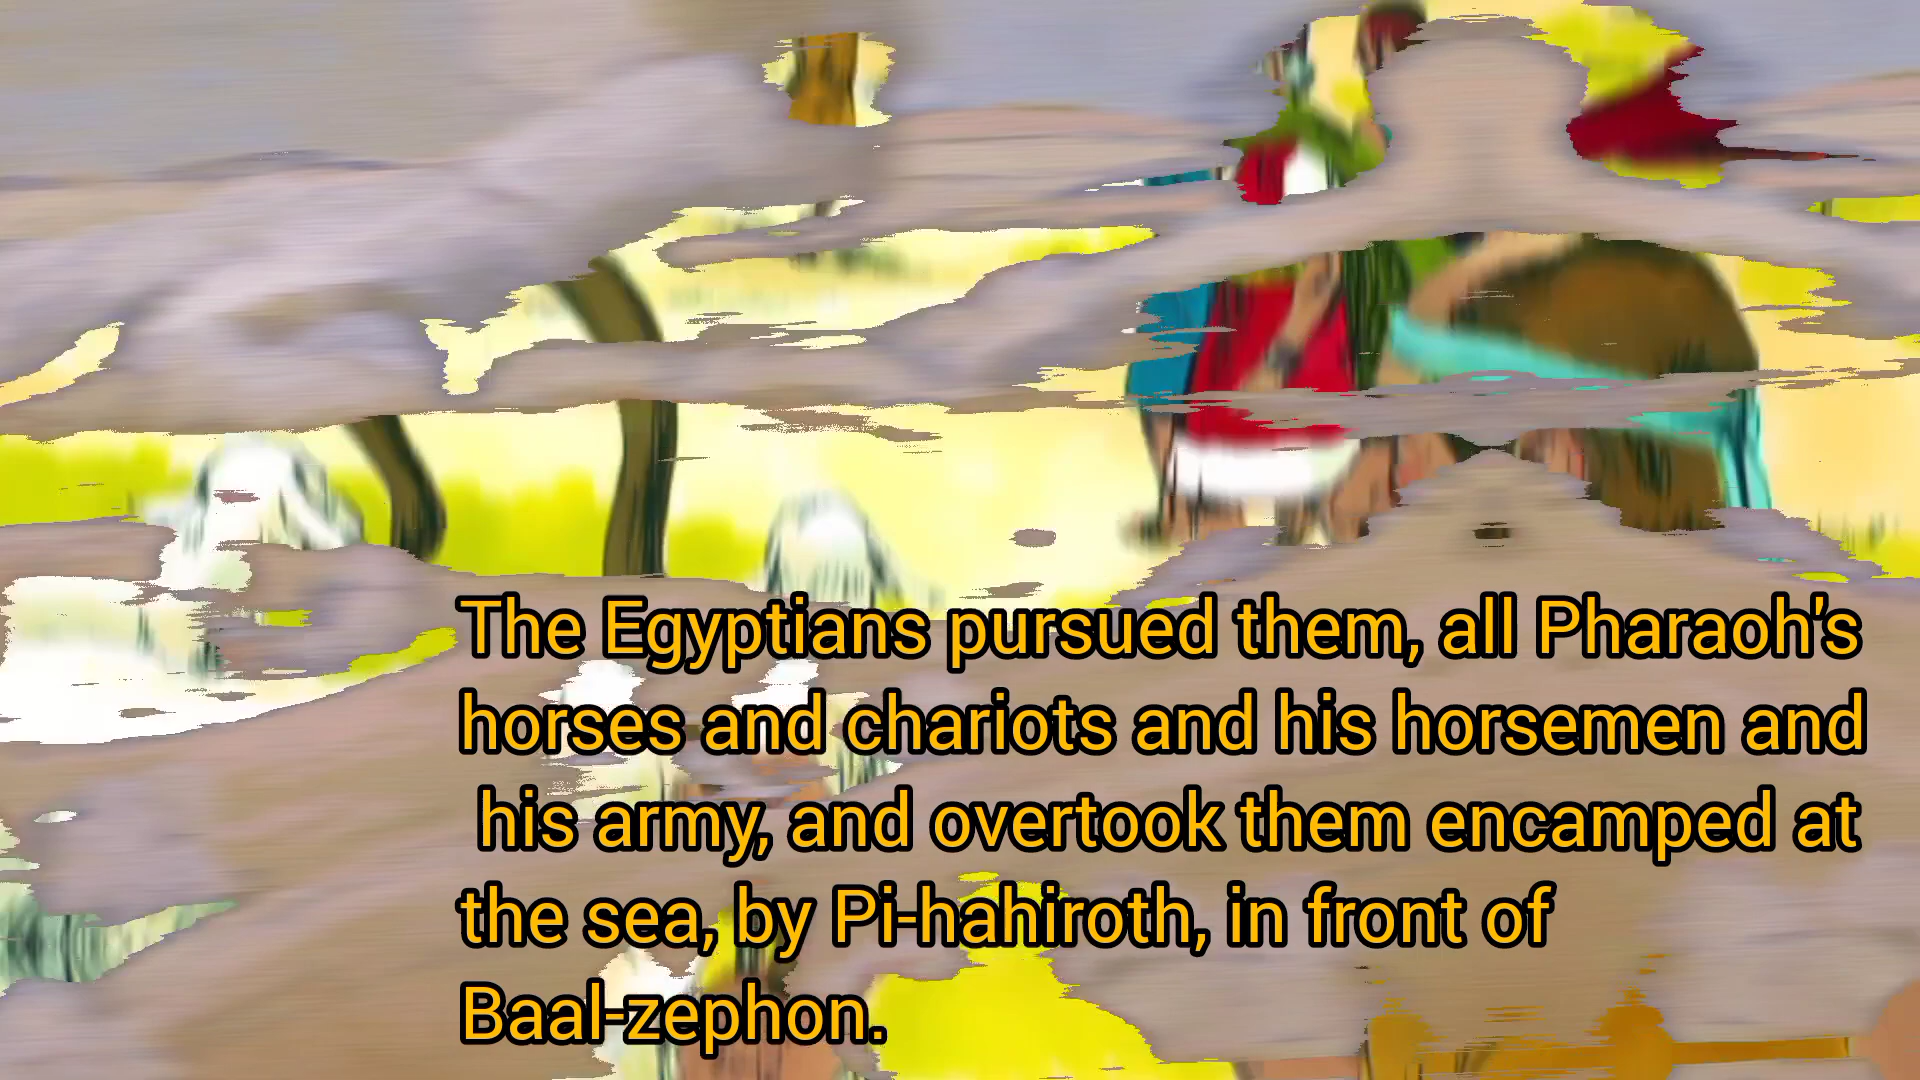 The Egyptians pursued them, all Pharaoh's
horses and chariots and his horsemen and
his army, and overtook them encamped at
the sea, by Pi-hahiroth, in front of
Baal-zephon.